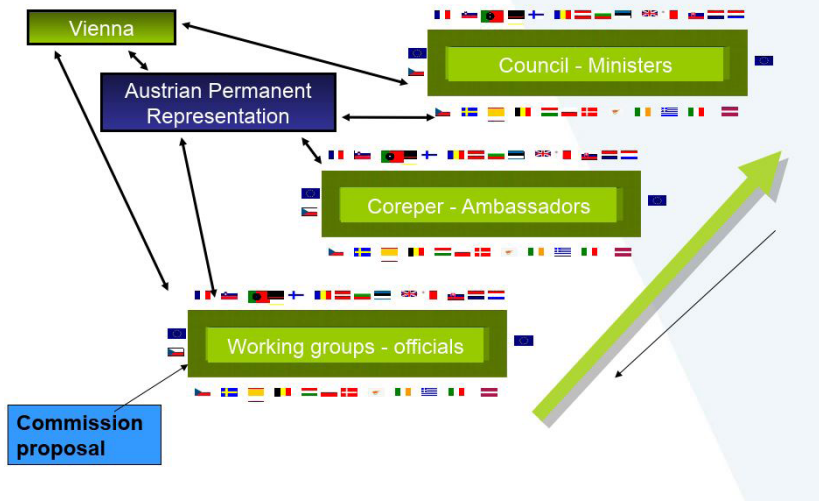 Vienna
Council - Ministers
Austrian Permanent
Representation
Coreper - Ambassadors
Working groups - officials
Commission
proposal